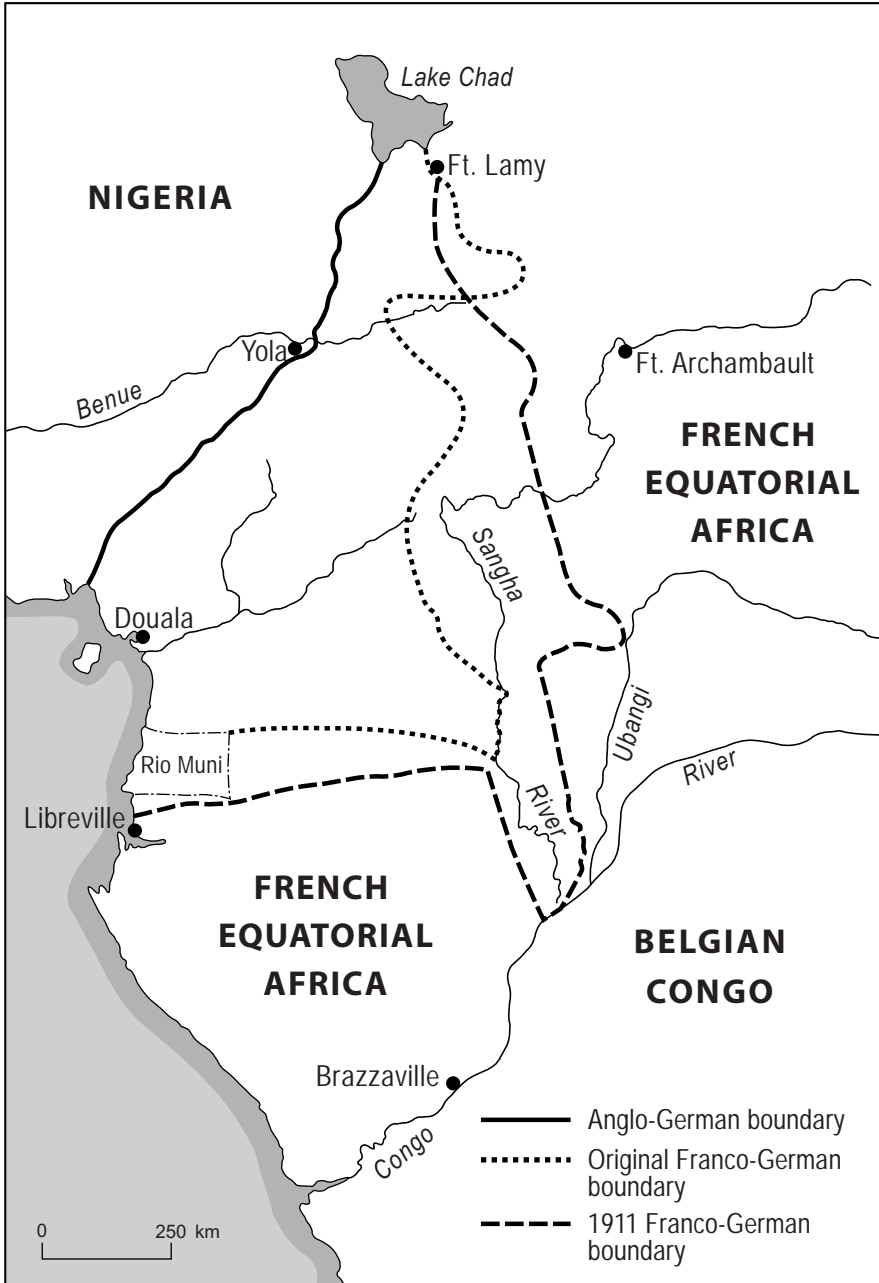 Lake Chad
Ft. Lamy
NIGERIA
Yola
Benue
Ft. Archambault
FRENCH
EQUATORIAL
AFRICA
Sangha
River
Douala
Ubangi
River
Rio Muni
Libreville
FRENCH
EQUATORIAL
AFRICA
BELGIAN
CONGO
Brazzaville
Congo
Anglo-German boundary
Original Franco-German
boundary
1911 Franco-German
boundary
0 250 km